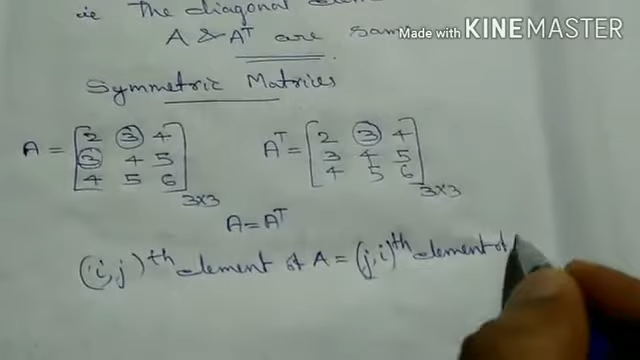 ie The diagonal
A & Aᵀ are same
Made with KINEMASTER
Symmetric Matrices
A = [2 3 4
3 4 5
4 5 6] 3x3
Aᵀ = [2 3 4
3 4 5
4 5 6] 3x3
A = Aᵀ
(i,j)ᵗʰ element of A = (j,i)ᵗʰ element of